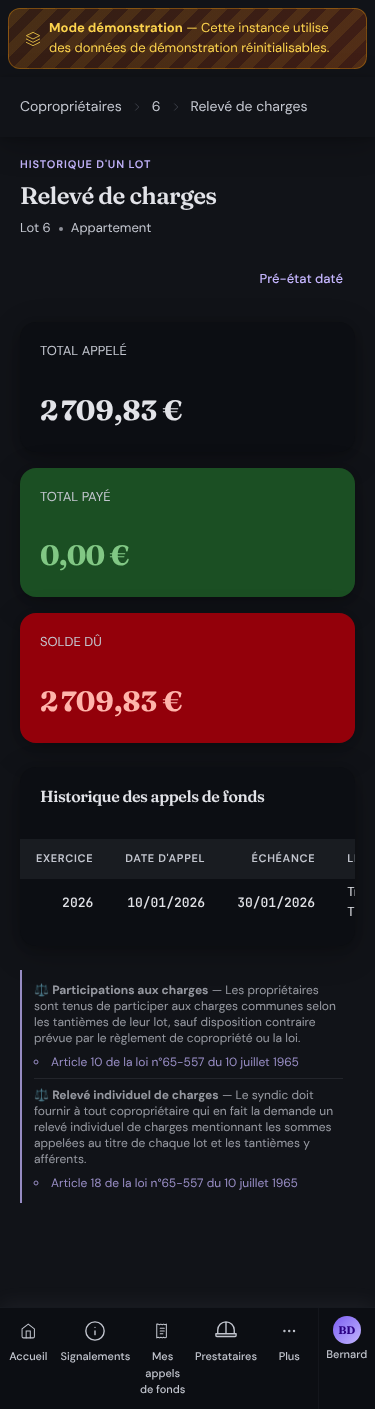 Mode démonstration — Cette instance utilise
des données de démonstration réinitialisables.
Copropriétaires > 6 > Relevé de charges
HISTORIQUE D'UN LOT
Relevé de charges
Lot 6 • Appartement
Pré-état daté
TOTAL APPELÉ
2 709,83 €
TOTAL PAYÉ
0,00 €
SOLDE DÛ
2 709,83 €
Historique des appels de fonds
EXERCICE DATE D'APPEL ÉCHÉANCE
2026 10/01/2026 30/01/2026
⚖️ Participations aux charges — Les propriétaires
sont tenus de participer aux charges communes selon
les tantièmes de leur lot, sauf disposition contraire
prévue par le règlement de copropriété ou la loi.
Article 10 de la loi n°65-557 du 10 juillet 1965
⚖️ Relevé individuel de charges — Le syndic doit
fournir à tout copropriétaire qui en fait la demande un
relevé individuel de charges mentionnant les sommes
appelées au titre de chaque lot et les tantièmes y
afférents.
Article 18 de la loi n°65-557 du 10 juillet 1965
Accueil
Signalements
Mes
appels
de fonds
Prestataires
Plus
BD
Bernard